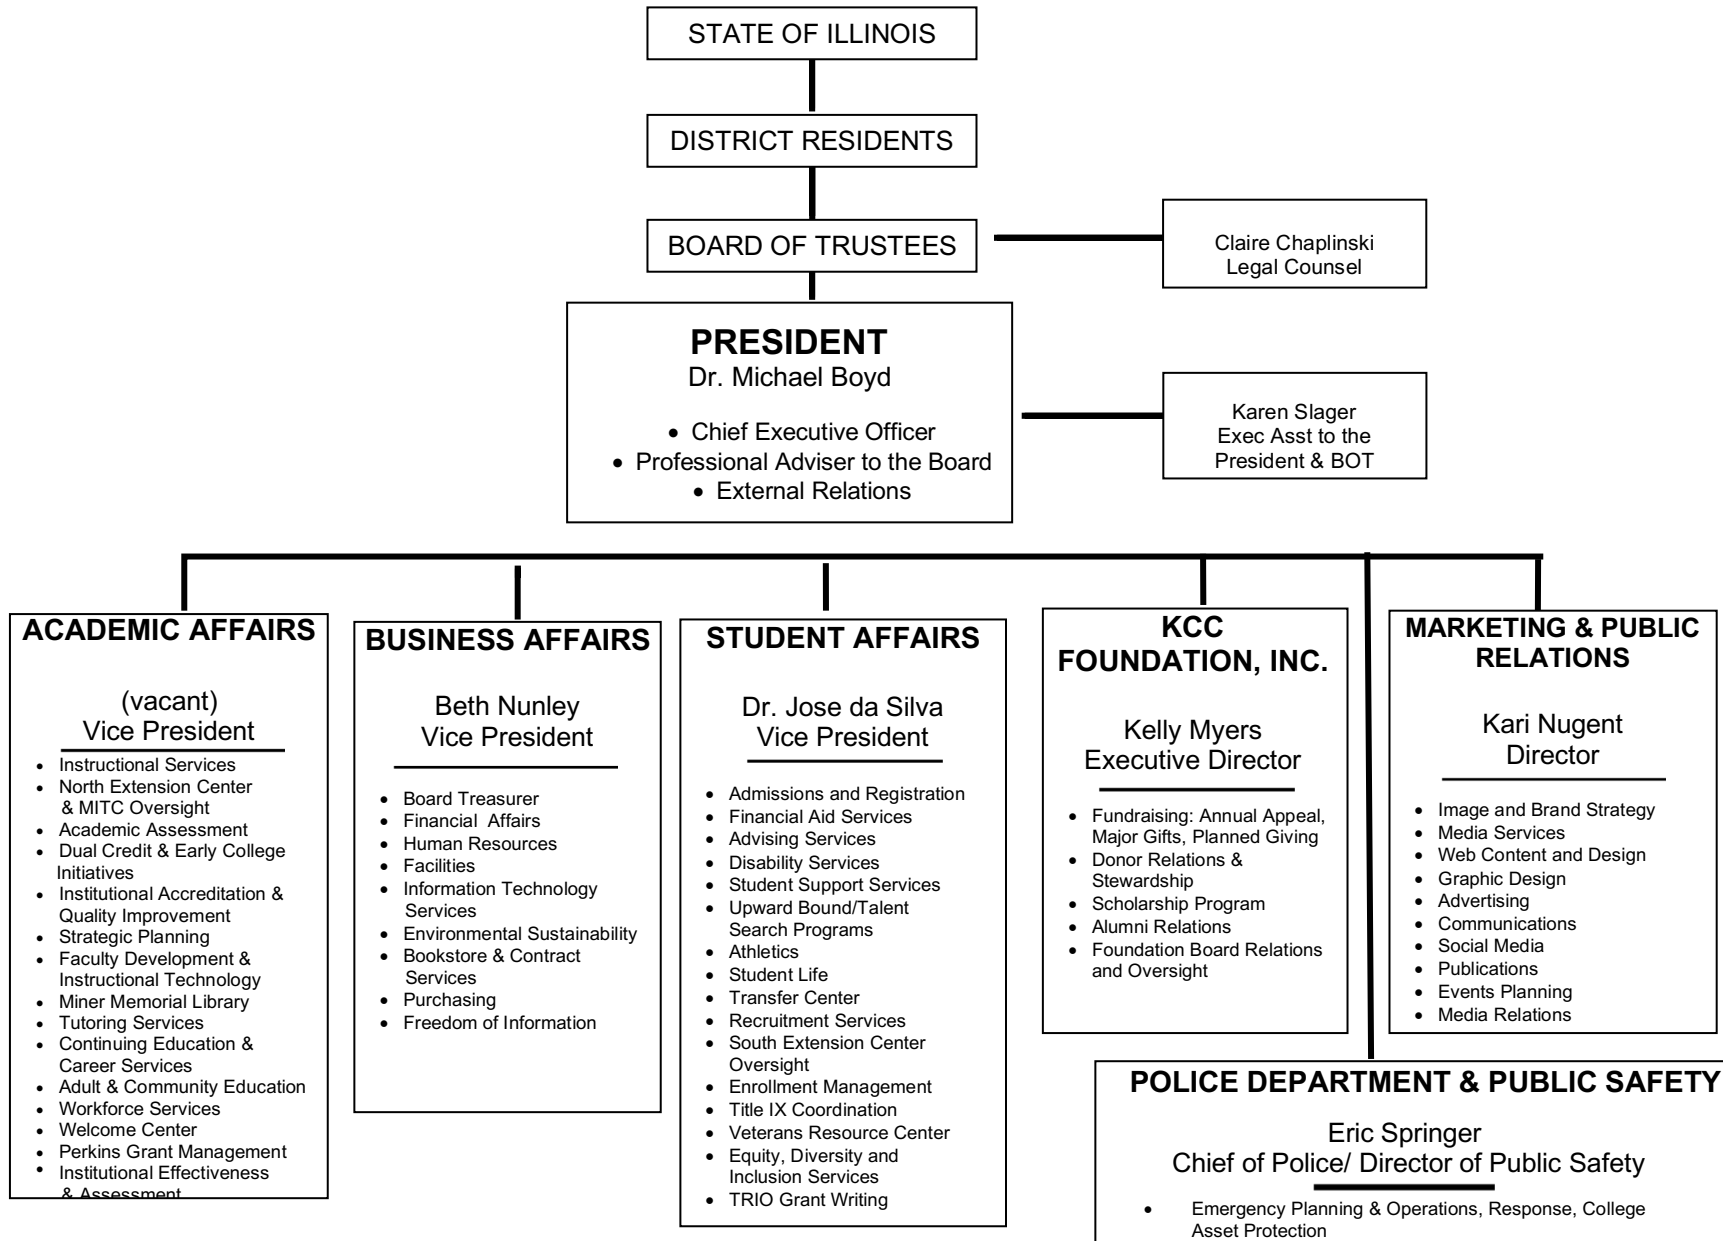 STATE OF ILLINOIS
DISTRICT RESIDENTS
BOARD OF TRUSTEES
Claire Chaplinski
Legal Counsel
PRESIDENT
Dr. Michael Boyd
• Chief Executive Officer
• Professional Adviser to the Board
• External Relations
Karen Slager
Exec Asst to the
President & BOT
ACADEMIC AFFAIRS
(vacant)
Vice President
• Instructional Services
• North Extension Center
& MITC Oversight
• Academic Assessment
• Dual Credit & Early College
Initiatives
• Institutional Accreditation &
Quality Improvement
• Strategic Planning
• Faculty Development &
Instructional Technology
• Miner Memorial Library
• Tutoring Services
• Continuing Education &
Career Services
• Adult & Community Education
• Workforce Services
• Welcome Center
• Perkins Grant Management
• Institutional Effectiveness
& Assessment
BUSINESS AFFAIRS
Beth Nunley
Vice President
• Board Treasurer
• Financial Affairs
• Human Resources
• Facilities
• Information Technology
Services
• Environmental Sustainability
• Bookstore & Contract
Services
• Purchasing
• Freedom of Information
STUDENT AFFAIRS
Dr. Jose da Silva
Vice President
• Admissions and Registration
• Financial Aid Services
• Advising Services
• Disability Services
• Student Support Services
• Upward Bound/Talent
Search Programs
• Athletics
• Student Life
• Transfer Center
• Recruitment Services
• South Extension Center
Oversight
• Enrollment Management
• Title IX Coordination
• Veterans Resource Center
• Equity, Diversity and
Inclusion Services
• TRIO Grant Writing
KCC
FOUNDATION, INC.
Kelly Myers
Executive Director
• Fundraising: Annual Appeal,
Major Gifts, Planned Giving
• Donor Relations &
Stewardship
• Scholarship Program
• Alumni Relations
• Foundation Board Relations
and Oversight
MARKETING & PUBLIC
RELATIONS
Kari Nugent
Director
• Image and Brand Strategy
• Media Services
• Web Content and Design
• Graphic Design
• Advertising
• Communications
• Social Media
• Publications
• Events Planning
• Media Relations
POLICE DEPARTMENT & PUBLIC SAFETY
Eric Springer
Chief of Police/ Director of Public Safety
• Emergency Planning & Operations, Response, College
Asset Protection